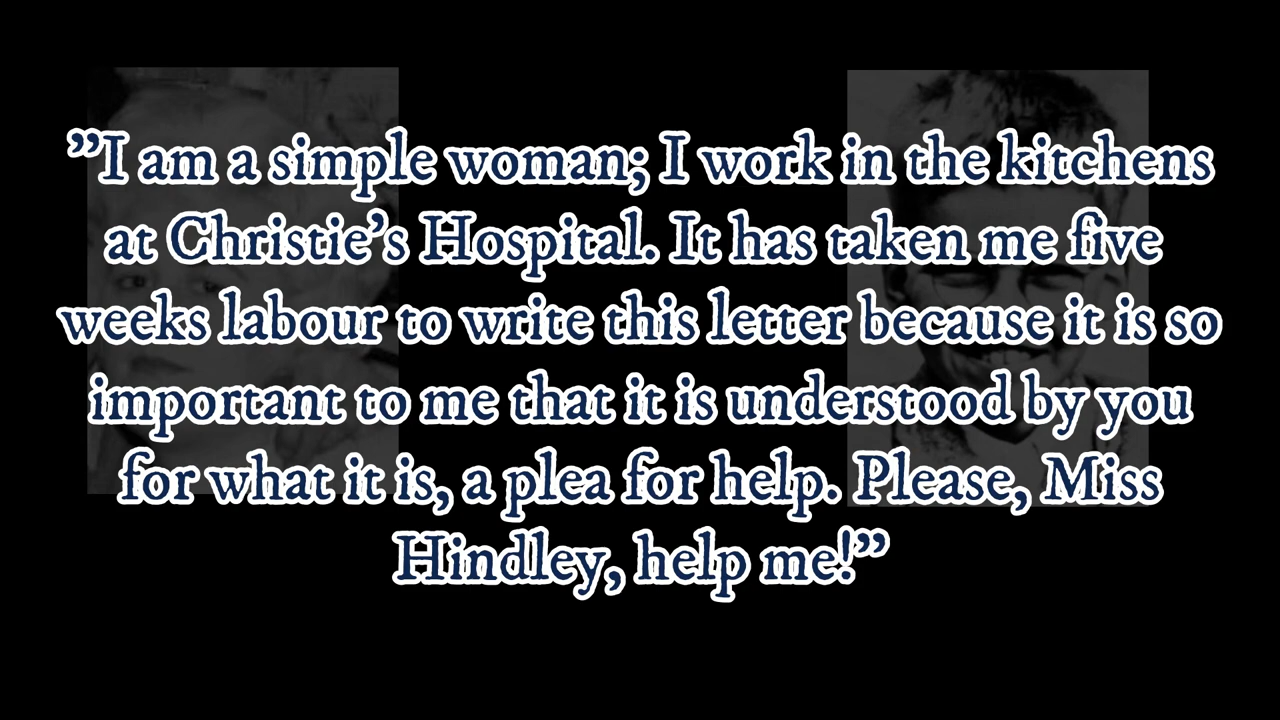 ”I am a simple woman; I work in the kitchens
at Christie’s Hospital. It has taken me five
weeks labour to write this letter because it is so
important to me that it is understood by you
for what it is, a plea for help. Please, Miss
Hindley, help me!”